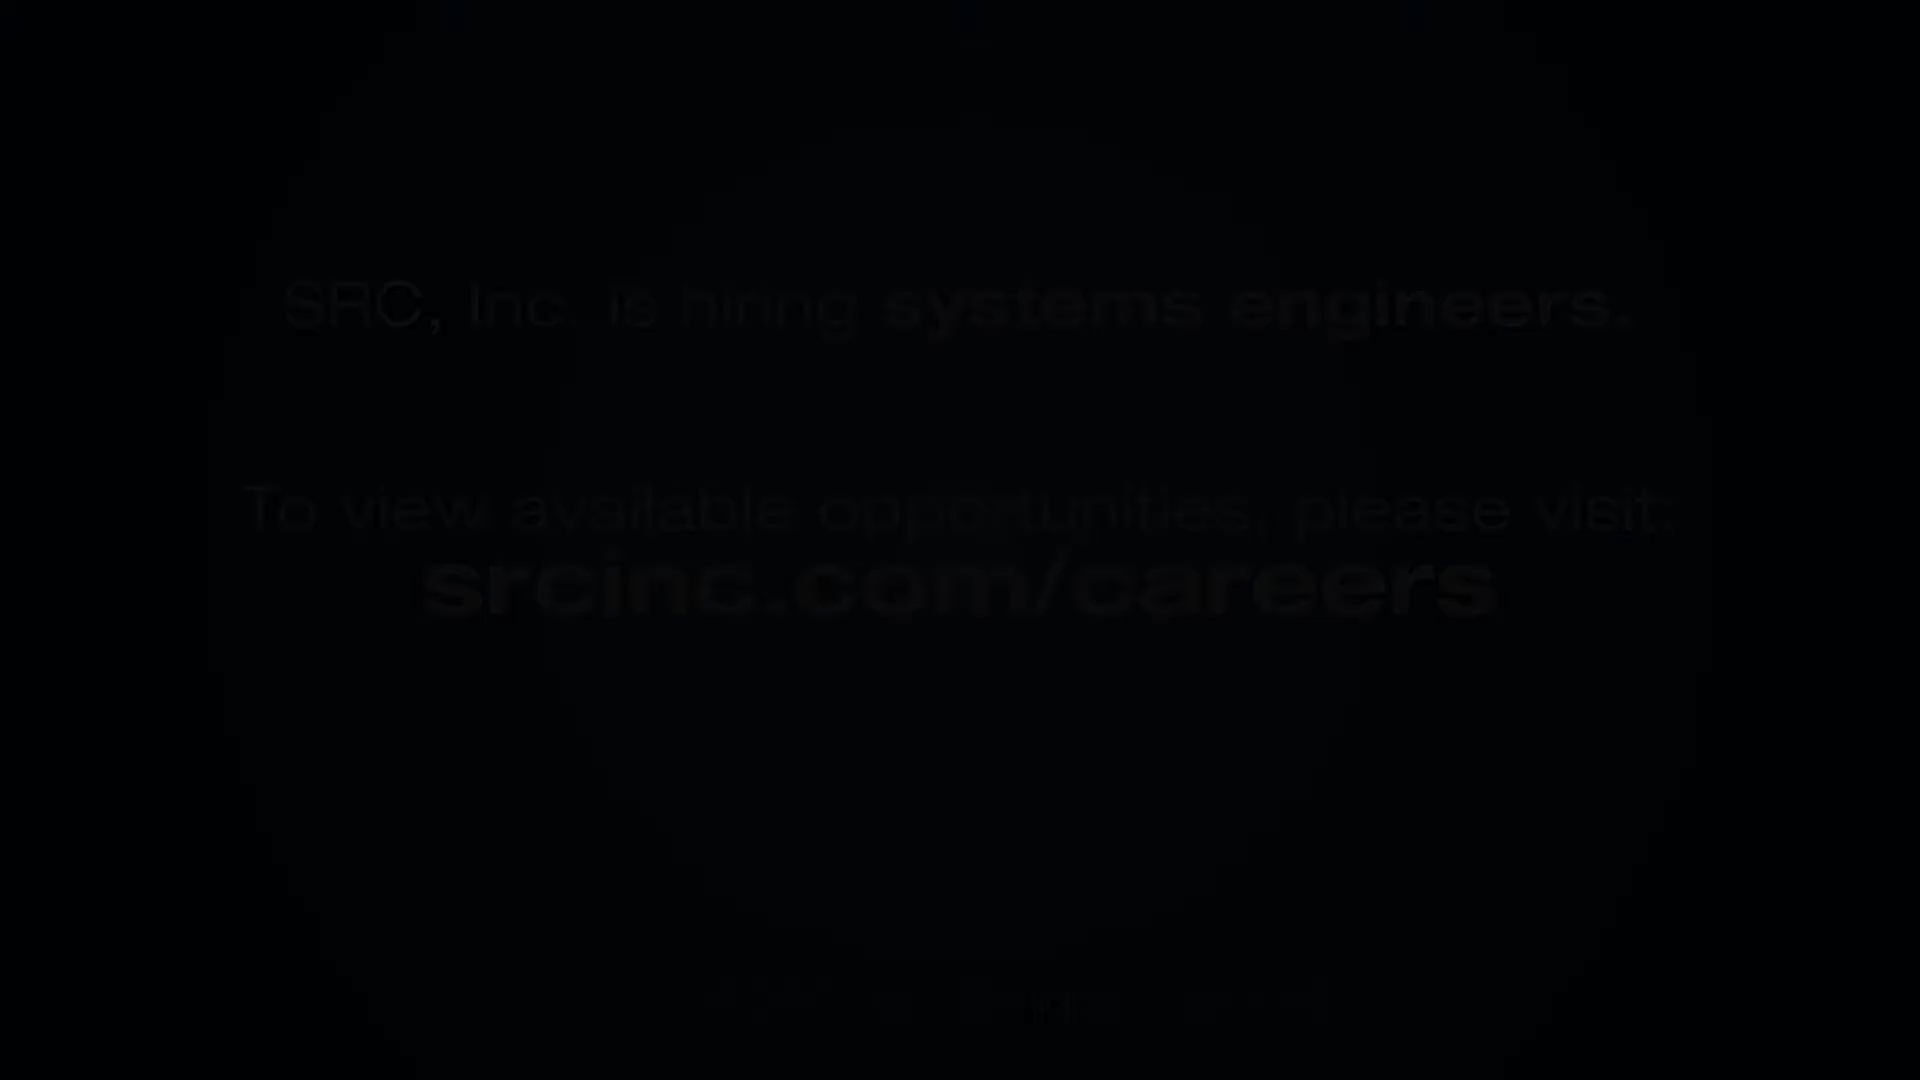 SRC, Inc. is hiring systems engineers.
To view available opportunities, please visit:
srcinc.com/careers